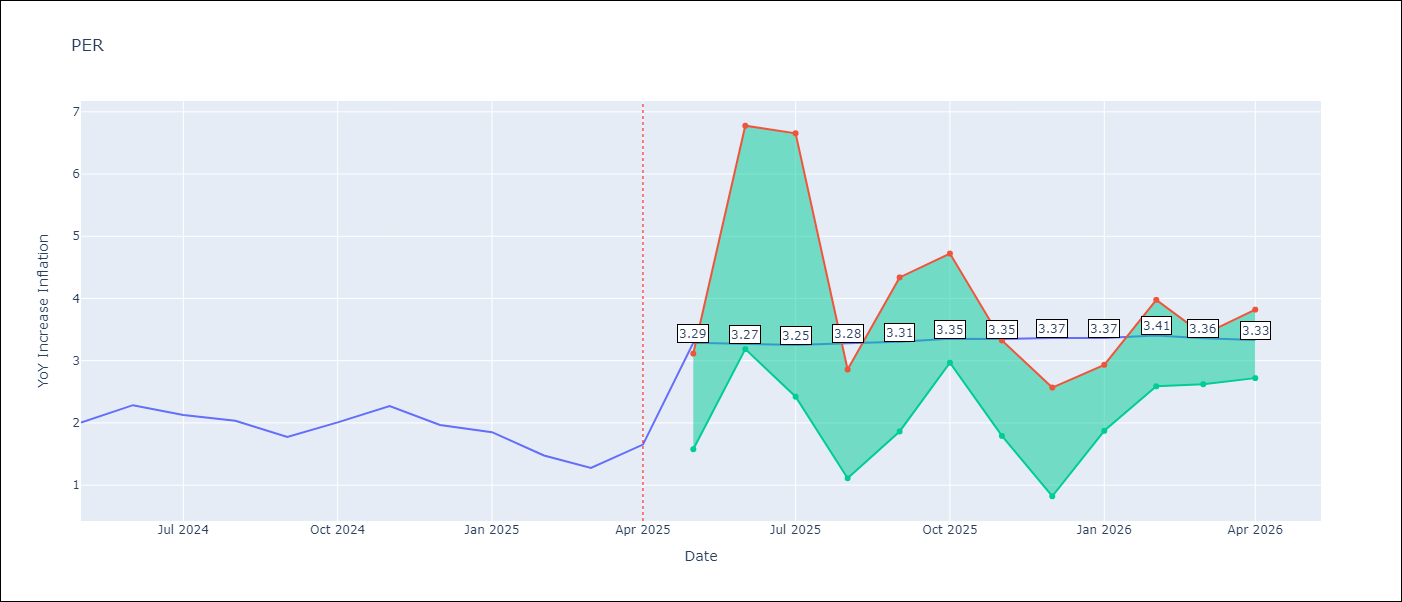 PER
YoY Increase Inflation
7
6
5
4
3
2
1
3.29
3.27
3.25
3.28
3.31
3.35
3.35
3.37
3.37
3.41
3.36
3.33
Jul 2024
Oct 2024
Jan 2025
Apr 2025
Jul 2025
Oct 2025
Jan 2026
Apr 2026
Date